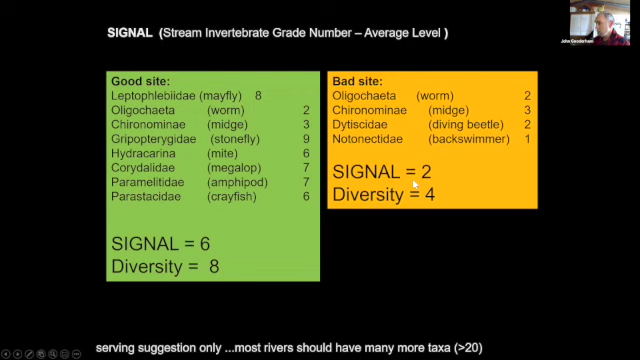 John Gooderham
SIGNAL (Stream Invertebrate Grade Number – Average Level )
Good site:
Leptophlebiidae (mayfly) 8
Oligochaeta (worm) 2
Chironominae (midge) 3
Gripopterygidae (stonefly) 9
Hydracarina (mite) 6
Corydalidae (megalop) 7
Paramelitidae (amphipod) 7
Parastacidae (crayfish) 6
SIGNAL = 6
Diversity = 8
Bad site:
Oligochaeta (worm) 2
Chironominae (midge) 3
Dytiscidae (diving beetle) 2
Notonectidae (backswimmer) 1
SIGNAL = 2
Diversity = 4
serving suggestion only ...most rivers should have many more taxa (>20)